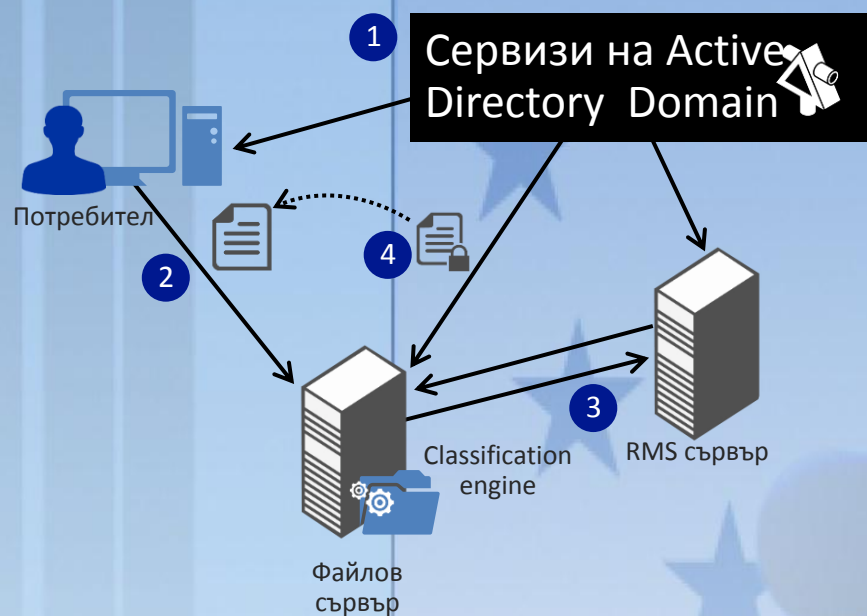 1
Сервизи на Active
Directory Domain
Потребител
2
4
3
Classification
engine
RMS сървър
Файлов
сървър